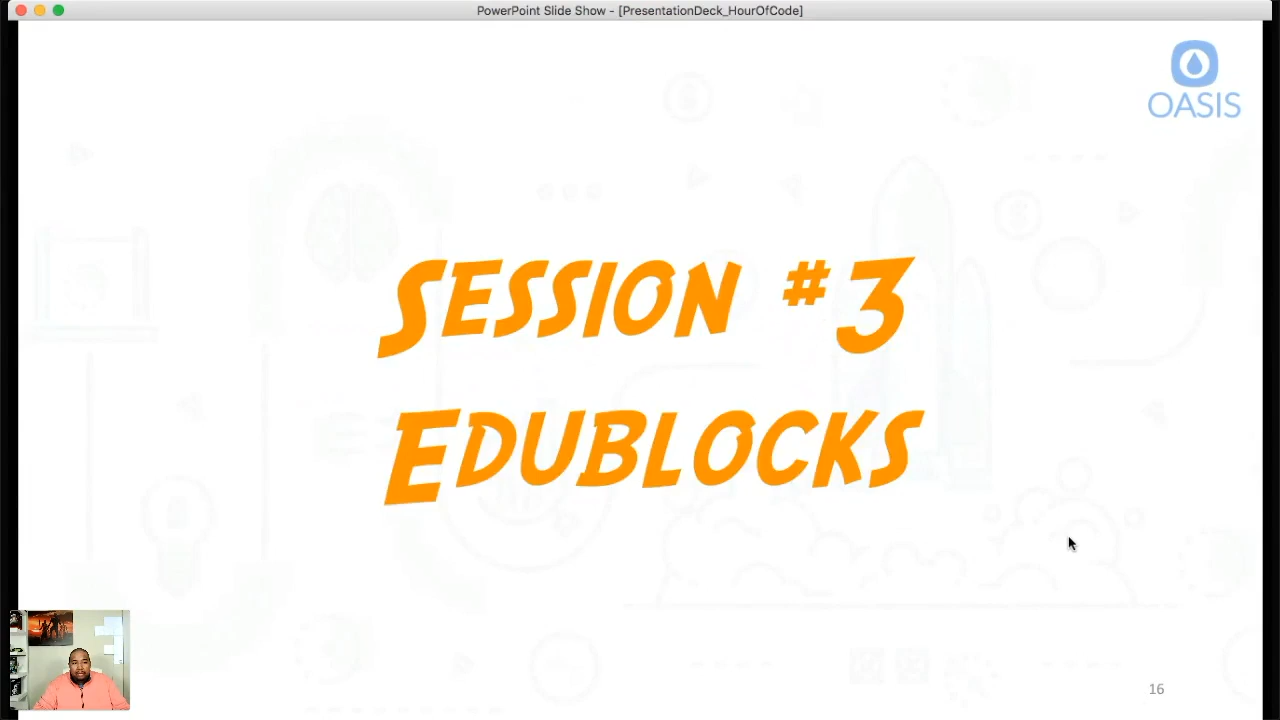 PowerPoint Slide Show - [PresentationDeck_HourOfCode]
OASIS
Session #3
Edublocks
16